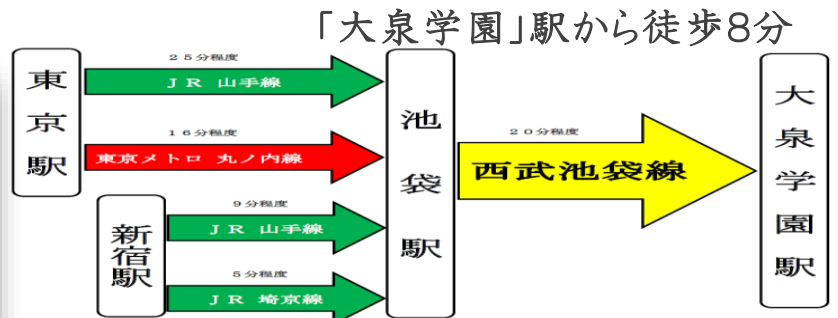 「大泉学園」駅から徒歩8分
東京駅
25分程度
JR 山手線
16分程度
東京メトロ 丸ノ内線
新宿駅
9分程度
JR 山手線
5分程度
JR 埼京線
池袋駅
20分程度
西武池袋線
大泉学園駅